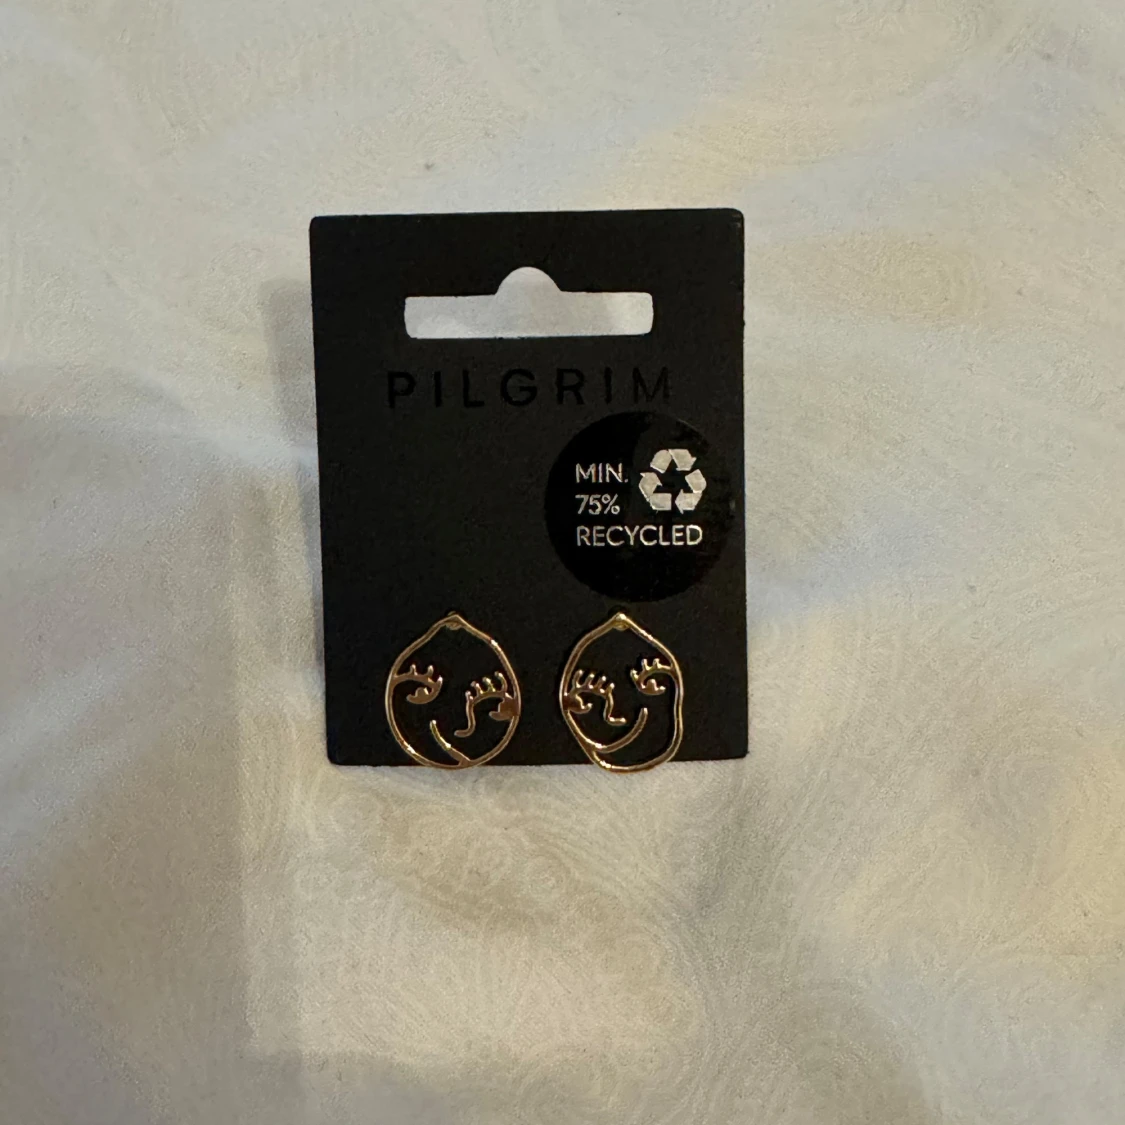 PILGRIM
MIN.
75%
RECYCLED